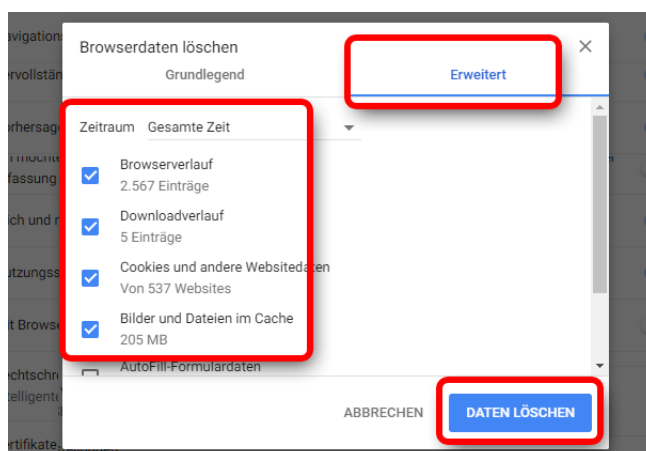 Browserdaten löschen
Grundlegend
Erweitert
Zeitraum Gesamte Zeit
Browserverlauf
2.567 Einträge
Downloadverlauf
5 Einträge
Cookies und andere Websitedaten
Von 537 Websites
Bilder und Dateien im Cache
205 MB
AutoFill-Formulardaten
ABBRECHEN
DATEN LÖSCHEN